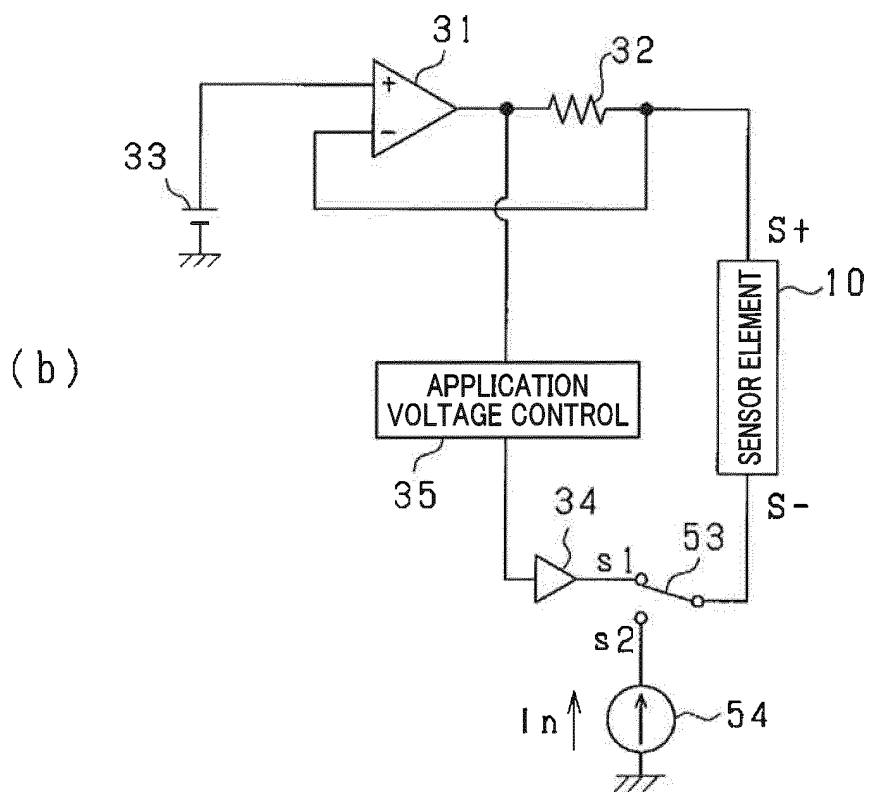 31
32
+
-
33
S+
10
SENSOR ELEMENT
(b)
APPLICATION
VOLTAGE CONTROL
35
S-
34
53
s1
s2
In
54